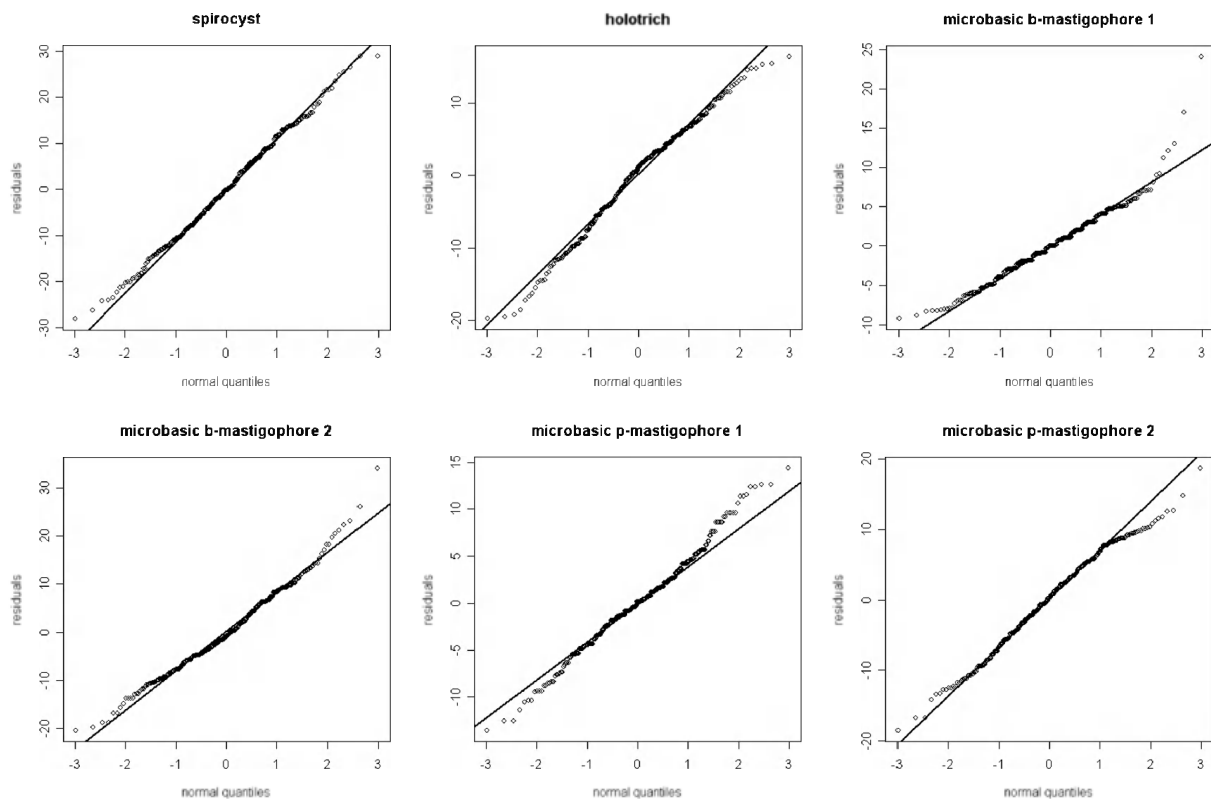 spirocyst
30
20
10
0
-10
-20
-30
residuals
-3 -2 -1 0 1 2 3
normal quantiles
holotrich
10
0
-10
-20
residuals
-3 -2 -1 0 1 2 3
normal quantiles
microbasic b-mastigophore 1
25
20
15
10
5
0
-5
-10
residuals
-3 -2 -1 0 1 2 3
normal quantiles
microbasic b-mastigophore 2
30
20
10
0
-10
-20
residuals
-3 -2 -1 0 1 2 3
normal quantiles
microbasic p-mastigophore 1
15
10
5
0
-5
-10
residuals
-3 -2 -1 0 1 2 3
normal quantiles
microbasic p-mastigophore 2
20
10
0
-10
-20
residuals
-3 -2 -1 0 1 2 3
normal quantiles